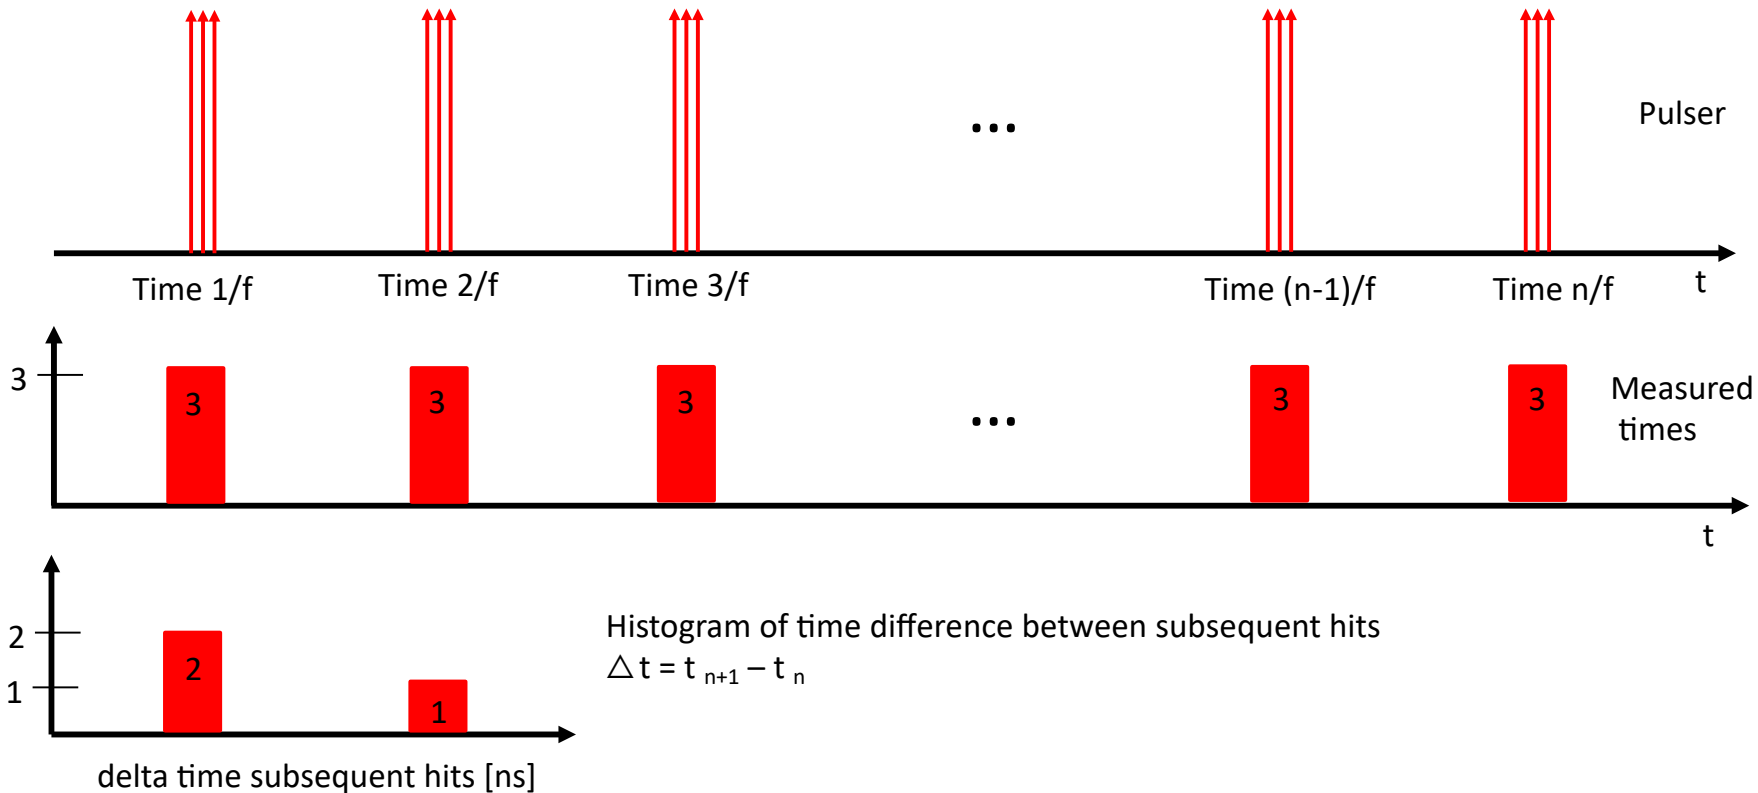 ...
Pulser
Time 1/f
Time 2/f
Time 3/f
Time (n-1)/f
Time n/f
t
3
3
3
3
...
3
3
Measured
times
t
2
1
2
1
Histogram of time difference between subsequent hits
△ t = t n+1 – t n
delta time subsequent hits [ns]